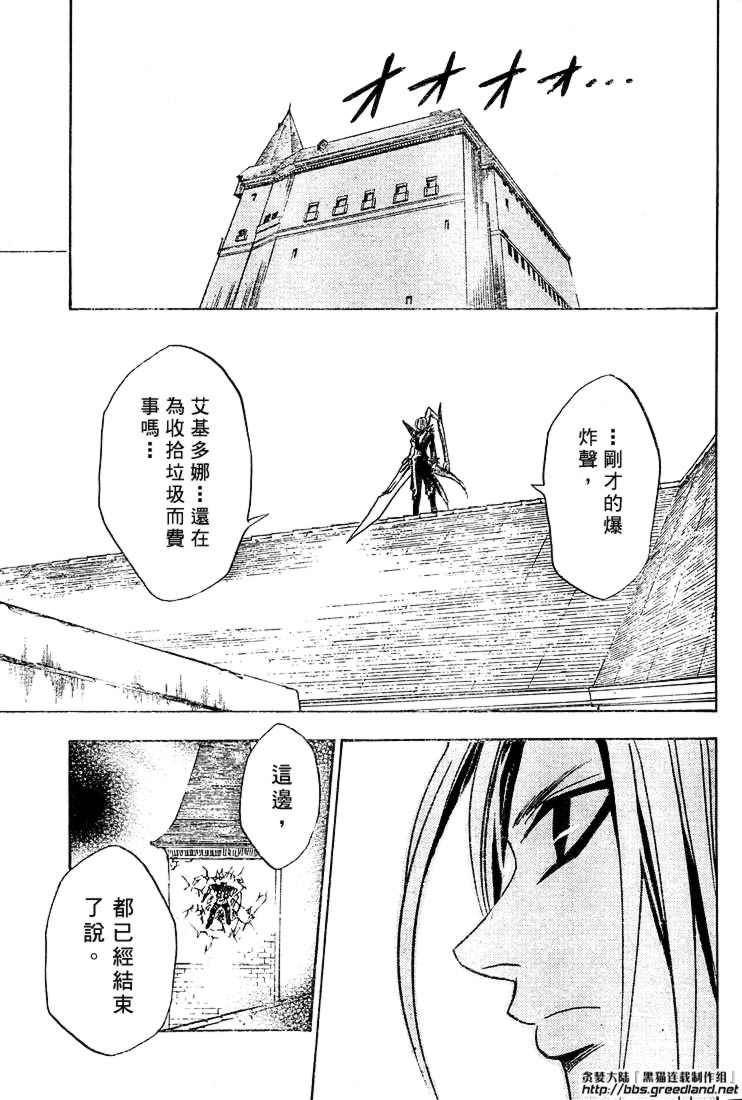 オオオオ…
…剛才的爆
炸聲，
艾基多娜…還在
為收拾垃圾而費
事嗎…
這邊，
都已經結束
了說。
貪婪大陸『黑猫连载制作组』
http://bbs.greedland.net